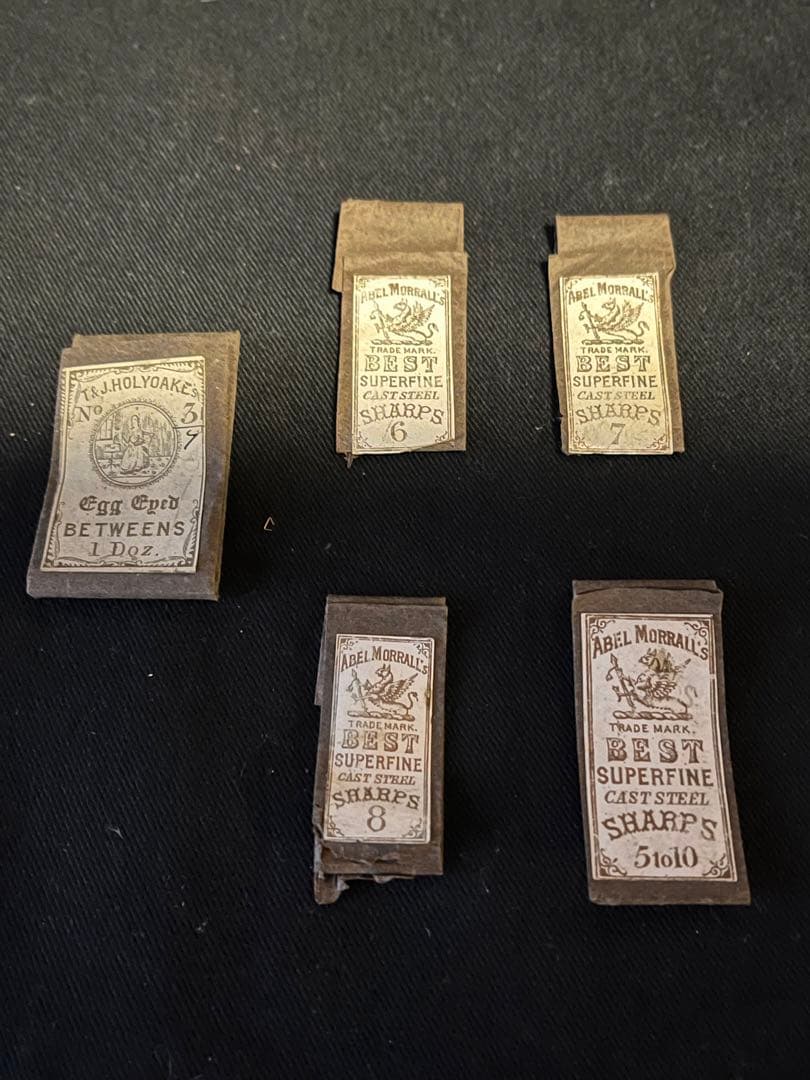 T & J. HOLYOAKE'S
No 3
9
Egg Eyed
BETWEENS
1 Doz.
ABEL MORRALL'S
TRADE MARK.
BEST
SUPERFINE
CAST STEEL
SHARPS
6
ABEL MORRALL'S
TRADE MARK.
BEST
SUPERFINE
CAST STEEL
SHARPS
7
ABEL MORRALL'S
TRADE MARK.
BEST
SUPERFINE
CAST STEEL
SHARPS
8
ABEL MORRALL'S
TRADE MARK.
BEST
SUPERFINE
CAST STEEL
SHARPS
5 to 10